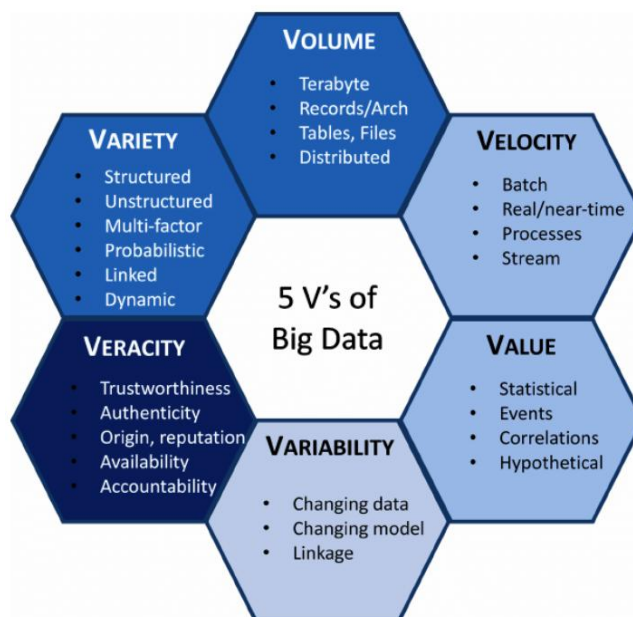 VOLUME
• Terabyte
• Records/Arch
• Tables, Files
• Distributed
VARIETY
• Structured
• Unstructured
• Multi-factor
• Probabilistic
• Linked
• Dynamic
VELOCITY
• Batch
• Real/near-time
• Processes
• Stream
5 V's of
Big Data
VERACITY
• Trustworthiness
• Authenticity
• Origin, reputation
• Availability
• Accountability
VALUE
• Statistical
• Events
• Correlations
• Hypothetical
VARIABILITY
• Changing data
• Changing model
• Linkage